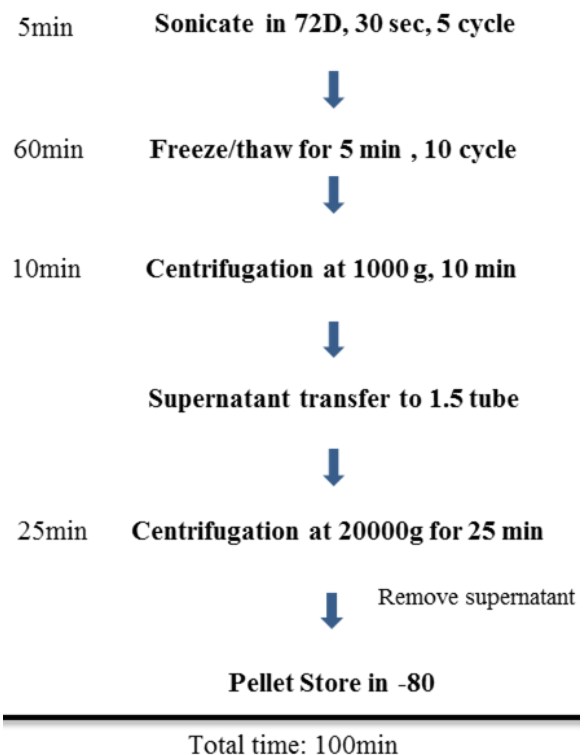 5min Sonicate in 72D, 30 sec, 5 cycle
60min Freeze/thaw for 5 min , 10 cycle
10min Centrifugation at 1000 g, 10 min
Supernatant transfer to 1.5 tube
25min Centrifugation at 20000g for 25 min
Remove supernatant
Pellet Store in -80
Total time: 100min